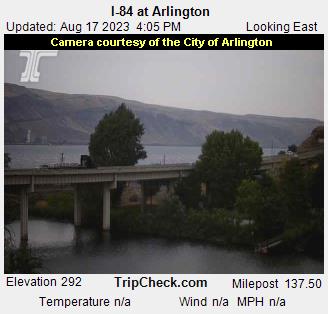 I-84 at Arlington
Updated: Aug 17 2023 4:05 PM Looking East
Camera courtesy of the City of Arlington
Elevation 292 TripCheck.com Milepost 137.50
Temperature n/a Wind n/a MPH n/a